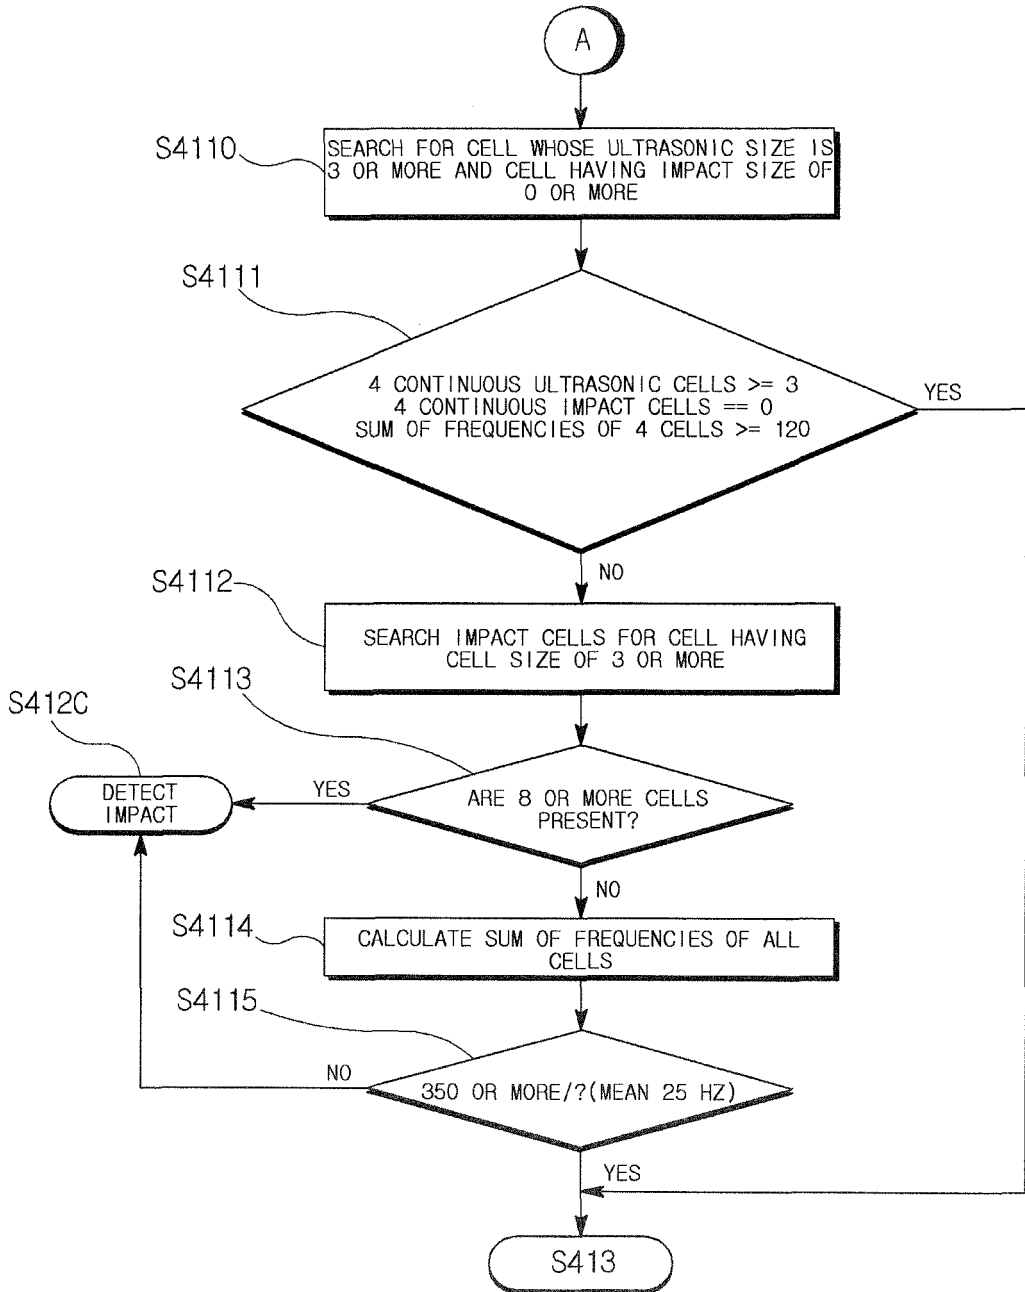 A
S4110
SEARCH FOR CELL WHOSE ULTRASONIC SIZE IS
3 OR MORE AND CELL HAVING IMPACT SIZE OF
0 OR MORE
S4111
4 CONTINUOUS ULTRASONIC CELLS >= 3
4 CONTINUOUS IMPACT CELLS == 0
SUM OF FREQUENCIES OF 4 CELLS >= 120
YES
NO
S4112
SEARCH IMPACT CELLS FOR CELL HAVING
CELL SIZE OF 3 OR MORE
S4113
S412C
DETECT
IMPACT
YES
ARE 8 OR MORE CELLS
PRESENT?
NO
S4114
CALCULATE SUM OF FREQUENCIES OF ALL
CELLS
S4115
NO
350 OR MORE/?(MEAN 25 HZ)
YES
S413